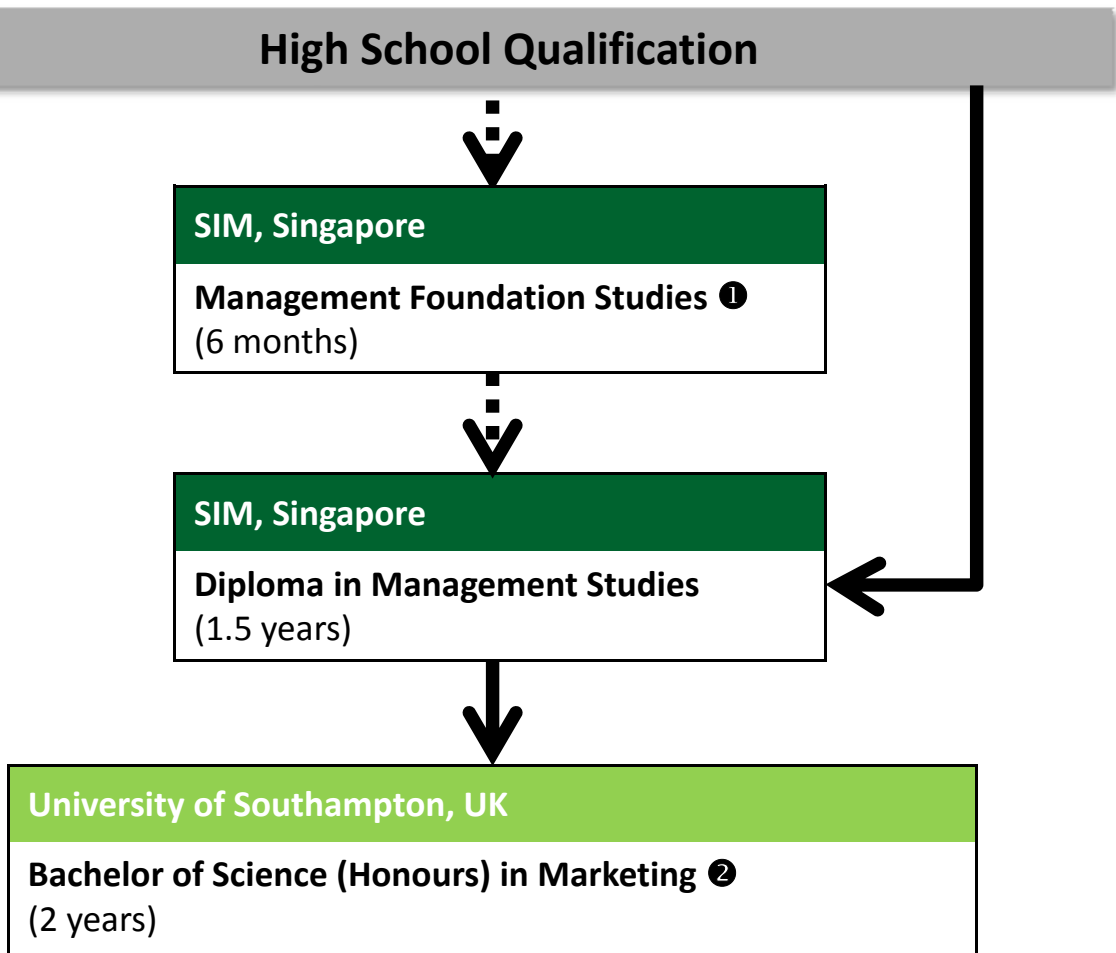 High School Qualification
SIM, Singapore
Management Foundation Studies ❶
(6 months)
SIM, Singapore
Diploma in Management Studies
(1.5 years)
University of Southampton, UK
Bachelor of Science (Honours) in Marketing ❷
(2 years)